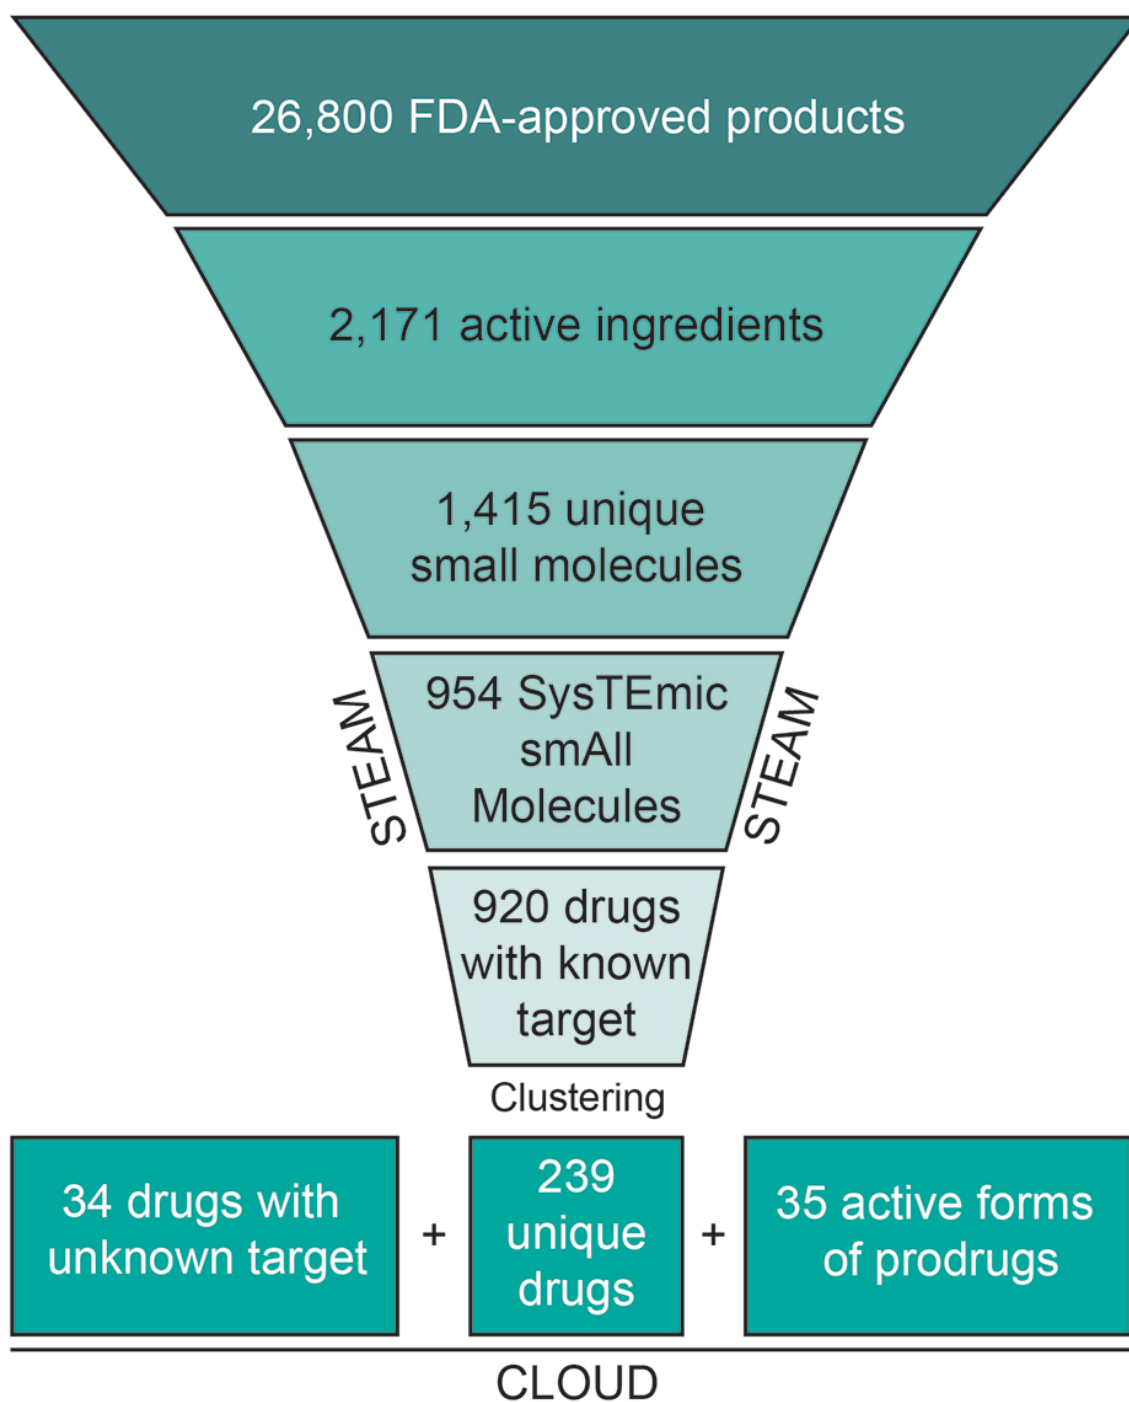 26,800 FDA-approved products
2,171 active ingredients
1,415 unique
small molecules
STEAM
954 SysTEmic
smAll
Molecules
STEAM
920 drugs
with known
target
Clustering
34 drugs with
unknown target
+
239
unique
drugs
+
35 active forms
of prodrugs
CLOUD